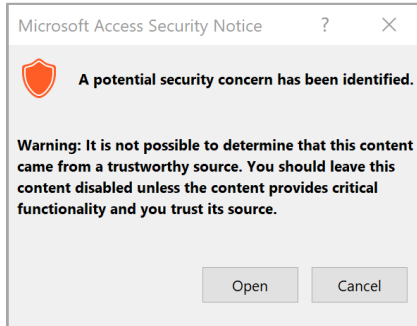 Microsoft Access Security Notice ? ×
A potential security concern has been identified.
Warning: It is not possible to determine that this content
came from a trustworthy source. You should leave this
content disabled unless the content provides critical
functionality and you trust its source.
Open Cancel